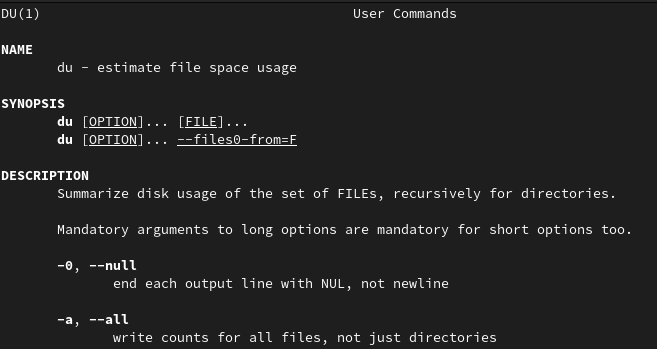 DU(1) User Commands
NAME
du - estimate file space usage
SYNOPSIS
du [OPTION]... [FILE]...
du [OPTION]... --files0-from=F
DESCRIPTION
Summarize disk usage of the set of FILEs, recursively for directories.
Mandatory arguments to long options are mandatory for short options too.
-0, --null
end each output line with NUL, not newline
-a, --all
write counts for all files, not just directories